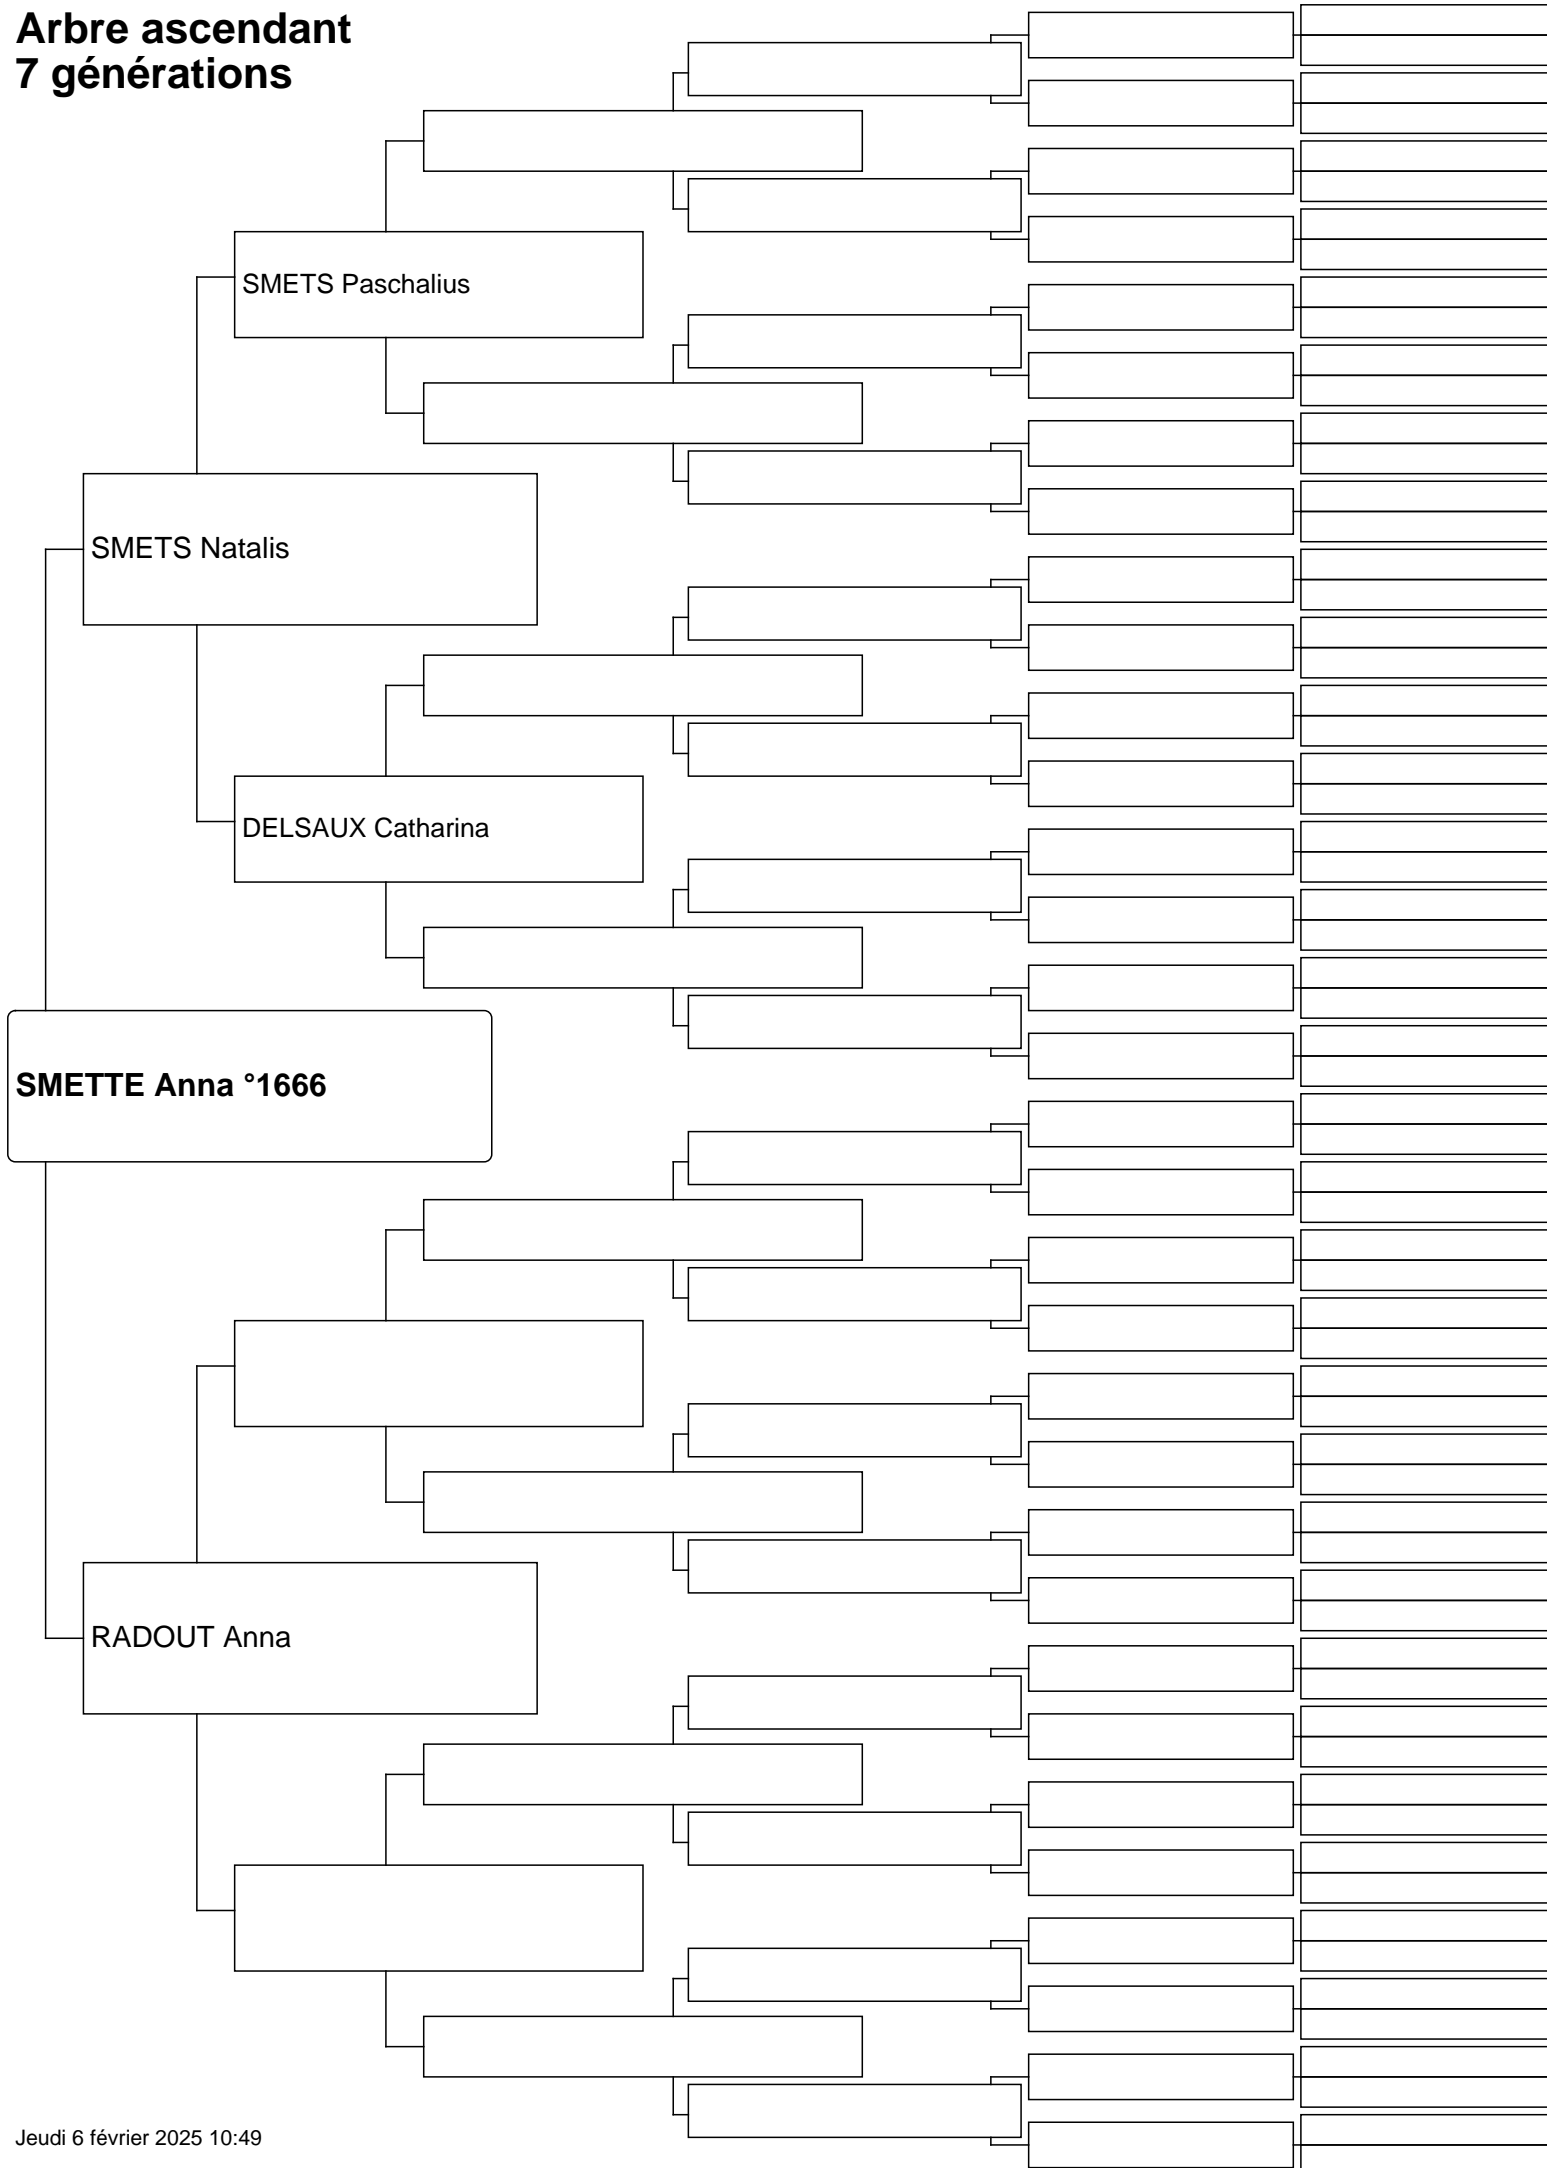 Arbre ascendant
7 générations
SMETS Paschalius
SMETS Natalis
DELSAUX Catharina
SMETTE Anna °1666
RADOUT Anna
Jeudi 6 février 2025 10:49